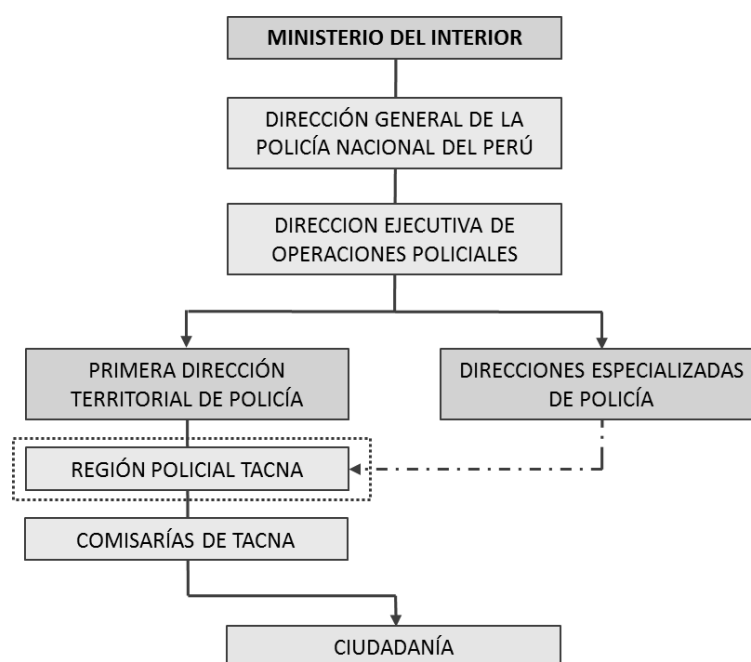 MINISTERIO DEL INTERIOR
DIRECCIÓN GENERAL DE LA
POLICÍA NACIONAL DEL PERÚ
DIRECCION EJECUTIVA DE
OPERACIONES POLICIALES
PRIMERA DIRECCIÓN
TERRITORIAL DE POLICÍA
DIRECCIONES ESPECIALIZADAS
DE POLICÍA
REGIÓN POLICIAL TACNA
COMISARÍAS DE TACNA
CIUDADANÍA